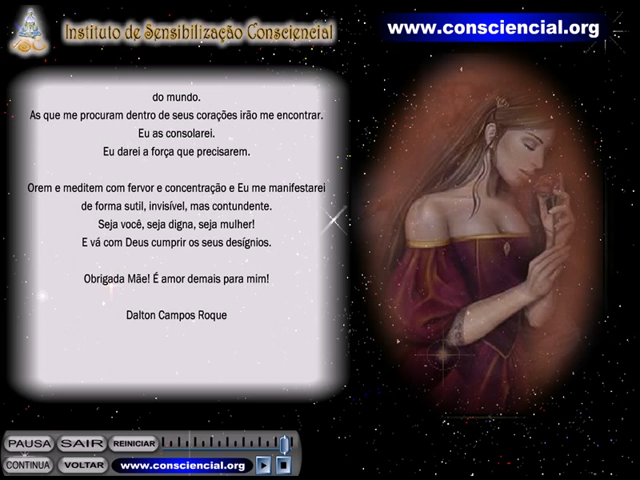 Instituto de Sensibilização Consciencial
www.consciencial.org
do mundo.
As que me procuram dentro de seus corações irão me encontrar.
Eu as consolarei.
Eu darei a força que precisarem.
Orem e meditem com fervor e concentração e Eu me manifestarei
de forma sutil, invisível, mas contundente.
Seja você, seja digna, seja mulher!
E vá com Deus cumprir os seus desígnios.
Obrigada Mãe! É amor demais para mim!
Dalton Campos Roque
PAUSA SAIR REINICIAR
CONTINUA VOLTAR www.consciencial.org